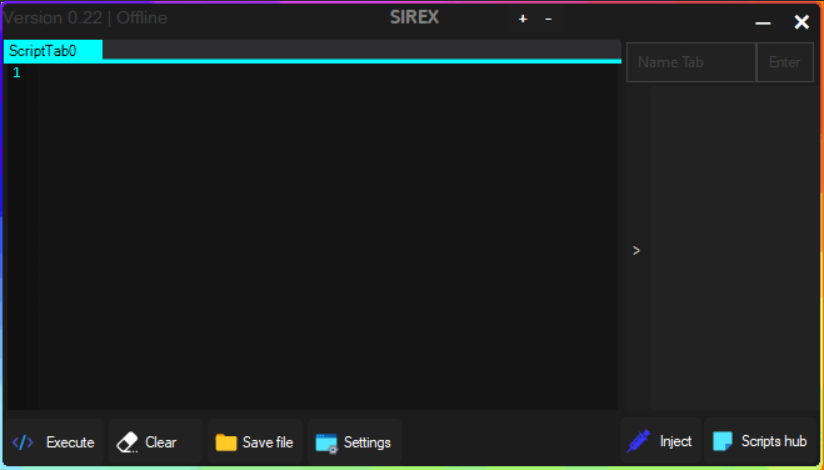 Version 0.22 | Offline
SIREX
+ -
ScriptTab0
Name Tab
Enter
1
>
Execute
Clear
Save file
Settings
Inject
Scripts hub